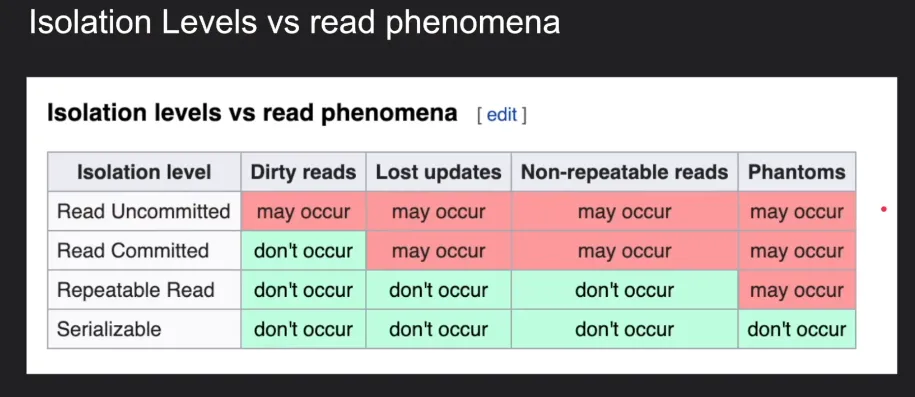 Isolation Levels vs read phenomena
Isolation levels vs read phenomena [ edit ]
Isolation level Dirty reads Lost updates Non-repeatable reads Phantoms
Read Uncommitted may occur may occur may occur may occur
Read Committed don't occur may occur may occur may occur
Repeatable Read don't occur don't occur don't occur may occur
Serializable don't occur don't occur don't occur don't occur